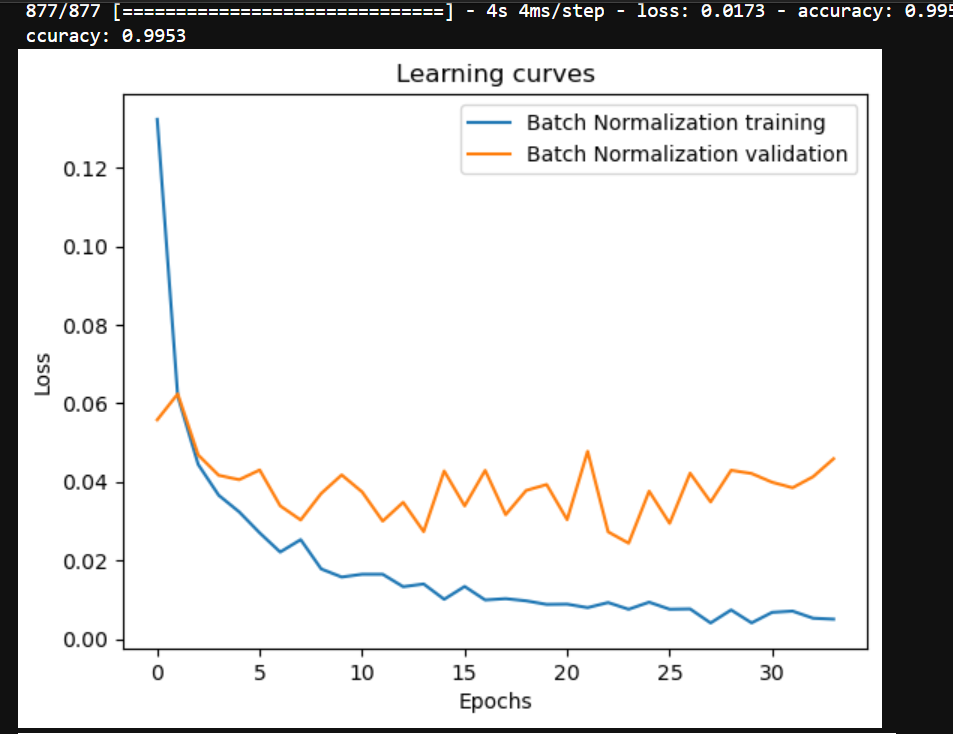 877/877 [==============================] - 4s 4ms/step - loss: 0.0173 - accuracy: 0.995
ccuracy: 0.9953
Learning curves
Batch Normalization training
Batch Normalization validation
0.12
0.10
0.08
0.06
0.04
0.02
0.00
Loss
0 5 10 15 20 25 30
Epochs